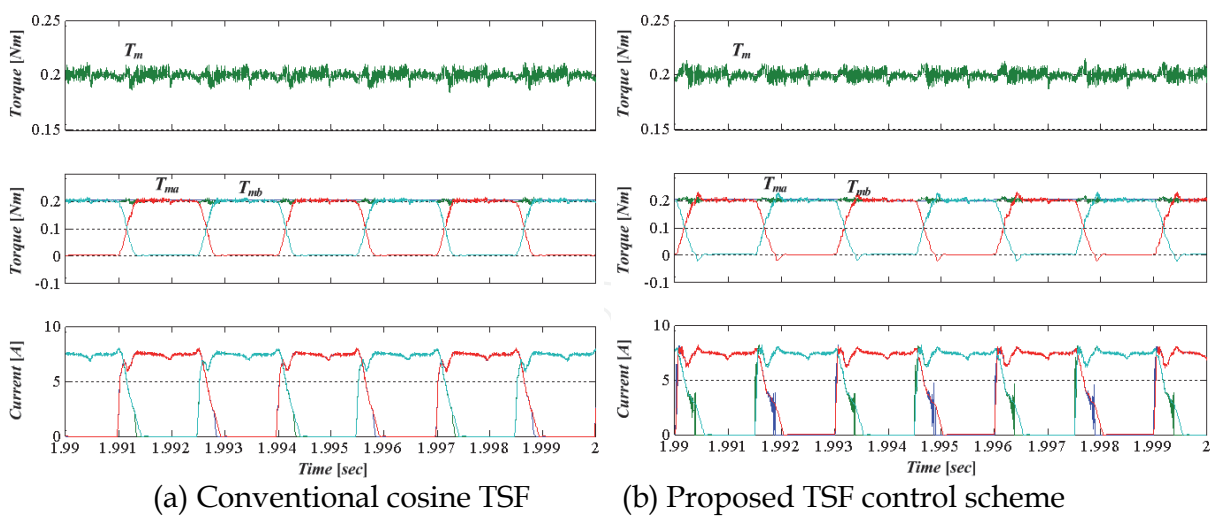 0.25
Torque [Nm]
T_m
0.2
0.15
Torque [Nm]
T_ma
T_mb
0.2
0.1
0
-0.1
Current [A]
10
5
0
1.99 1.991 1.992 1.993 1.994 1.995 1.996 1.997 1.998 1.999 2
Time [sec]
(a) Conventional cosine TSF
0.25
Torque [Nm]
T_m
0.2
0.15
Torque [Nm]
T_ma
T_mb
0.2
0.1
0
-0.1
Current [A]
10
5
0
1.99 1.991 1.992 1.993 1.994 1.995 1.996 1.997 1.998 1.999 2
Time [sec]
(b) Proposed TSF control scheme